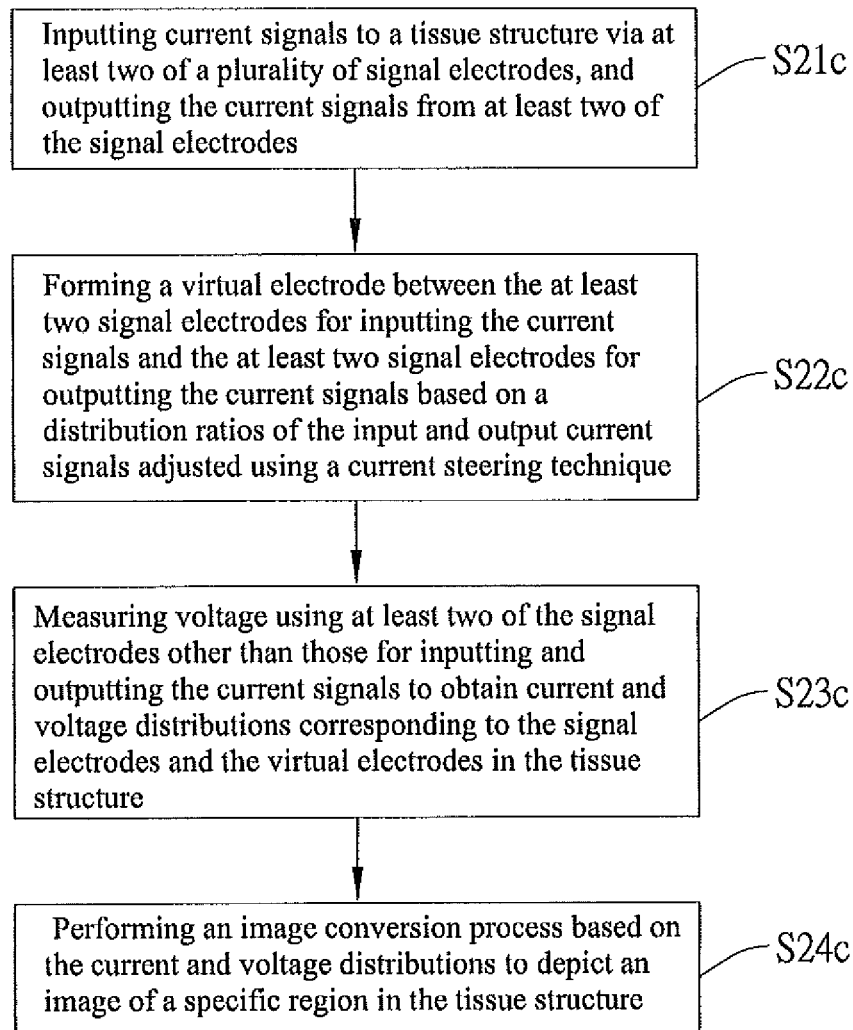 Inputting current signals to a tissue structure via at
least two of a plurality of signal electrodes, and
outputting the current signals from at least two of
the signal electrodes
S21c
Forming a virtual electrode between the at least
two signal electrodes for inputting the current
signals and the at least two signal electrodes for
outputting the current signals based on a
distribution ratios of the input and output current
signals adjusted using a current steering technique
S22c
Measuring voltage using at least two of the signal
electrodes other than those for inputting and
outputting the current signals to obtain current and
voltage distributions corresponding to the signal
electrodes and the virtual electrodes in the tissue
structure
S23c
Performing an image conversion process based on
the current and voltage distributions to depict an
image of a specific region in the tissue structure
S24c